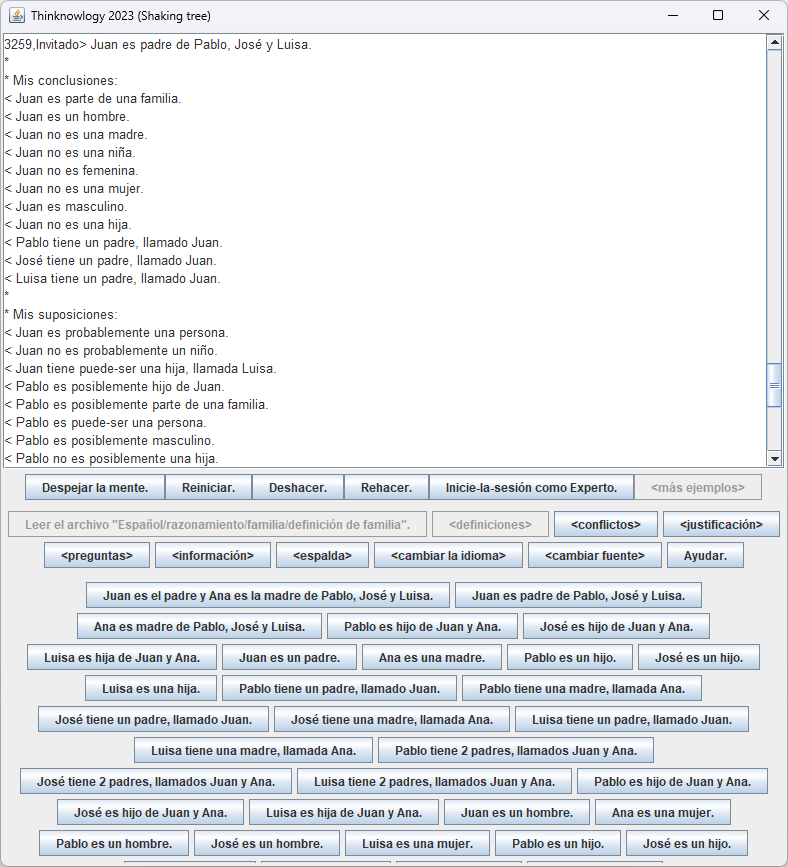 Thinknowlogy 2023 (Shaking tree)
3259,Invitado> Juan es padre de Pablo, José y Luisa.
*
* Mis conclusiones:
< Juan es parte de una familia.
< Juan es un hombre.
< Juan no es una madre.
< Juan no es una niña.
< Juan no es femenina.
< Juan no es una mujer.
< Juan es masculino.
< Juan no es una hija.
< Pablo tiene un padre, llamado Juan.
< José tiene un padre, llamado Juan.
< Luisa tiene un padre, llamado Juan.
*
* Mis suposiciones:
< Juan es probablemente una persona.
< Juan no es probablemente un niño.
< Juan tiene puede-ser una hija, llamada Luisa.
< Pablo es posiblemente hijo de Juan.
< Pablo es posiblemente parte de una familia.
< Pablo es puede-ser una persona.
< Pablo es posiblemente masculino.
< Pablo no es posiblemente una hija.
Despejar la mente. Reiniciar. Deshacer. Rehacer. Inicie-la-sesión como Experto. <más ejemplos>
Leer el archivo "Español/razonamiento/familia/definición de familia". <definiciones> <conflictos> <justificación>
<preguntas> <información> <espalda> <cambiar la idioma> <cambiar fuente> Ayudar.
Juan es el padre y Ana es la madre de Pablo, José y Luisa. Juan es padre de Pablo, José y Luisa.
Ana es madre de Pablo, José y Luisa. Pablo es hijo de Juan y Ana. José es hijo de Juan y Ana.
Luisa es hija de Juan y Ana. Juan es un padre. Ana es una madre. Pablo es un hijo. José es un hijo.
Luisa es una hija. Pablo tiene un padre, llamado Juan. Pablo tiene una madre, llamada Ana.
José tiene un padre, llamado Juan. José tiene una madre, llamada Ana. Luisa tiene un padre, llamado Juan.
Luisa tiene una madre, llamada Ana. Pablo tiene 2 padres, llamados Juan y Ana.
José tiene 2 padres, llamados Juan y Ana. Luisa tiene 2 padres, llamados Juan y Ana. Pablo es hijo de Juan y Ana.
José es hijo de Juan y Ana. Luisa es hija de Juan y Ana. Juan es un hombre. Ana es una mujer.
Pablo es un hombre. José es un hombre. Luisa es una mujer. Pablo es un hijo. José es un hijo.